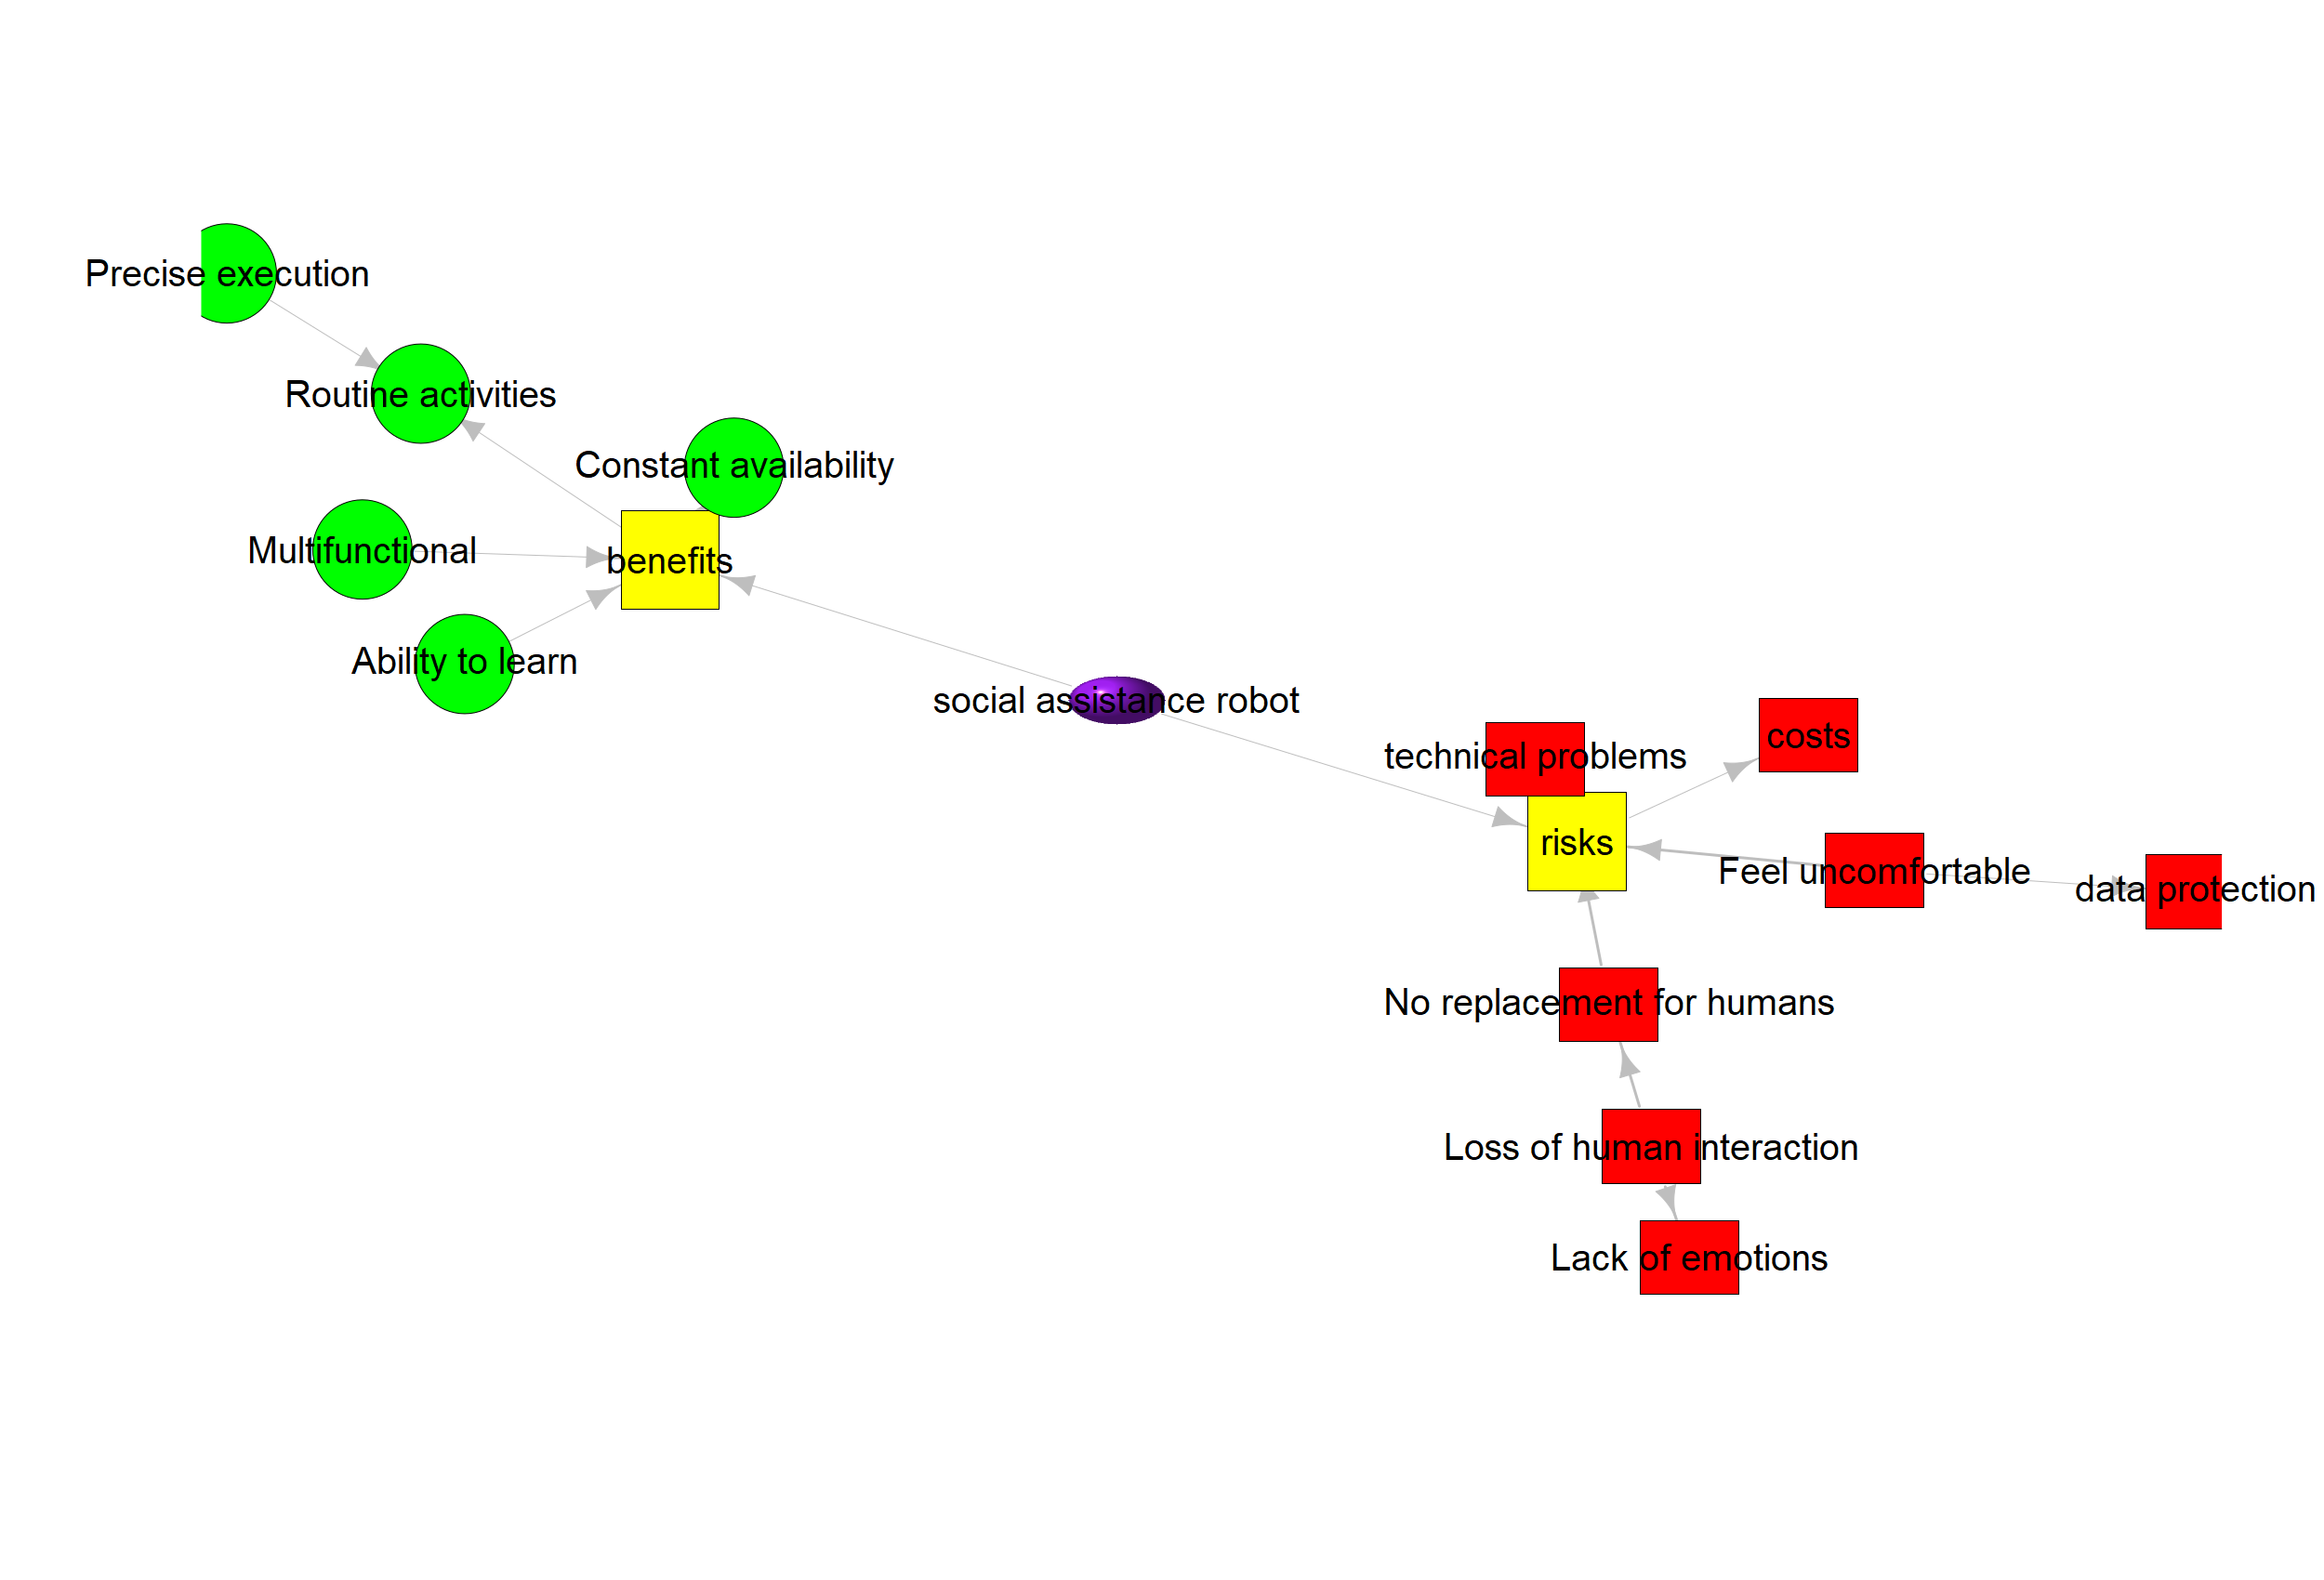 Precise execution
Routine activities
Constant availability
Multifunctional
benefits
Ability to learn
social assistance robot
costs
technical problems
risks
Feel uncomfortable
data protection
No replacement for humans
Loss of human interaction
Lack of emotions